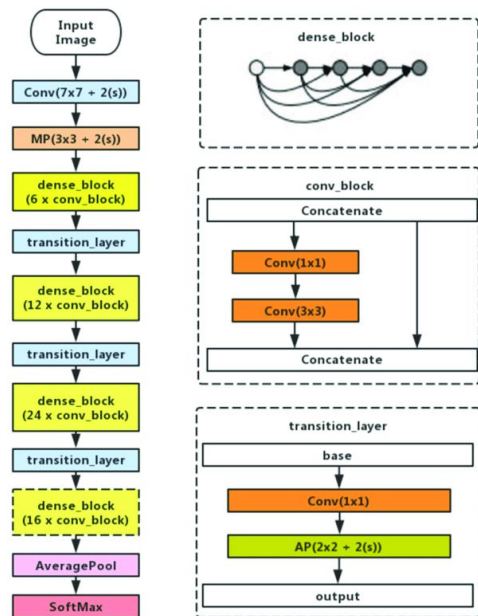 Input
Image
Conv(7x7 + 2(s))
MP(3x3 + 2(s))
dense_block
(6 x conv_block)
transition_layer
dense_block
(12 x conv_block)
transition_layer
dense_block
(24 x conv_block)
transition_layer
dense_block
(16 x conv_block)
AveragePool
SoftMax
dense_block
conv_block
Concatenate
Conv(1x1)
Conv(3x3)
Concatenate
transition_layer
base
Conv(1x1)
AP(2x2 + 2(s))
output